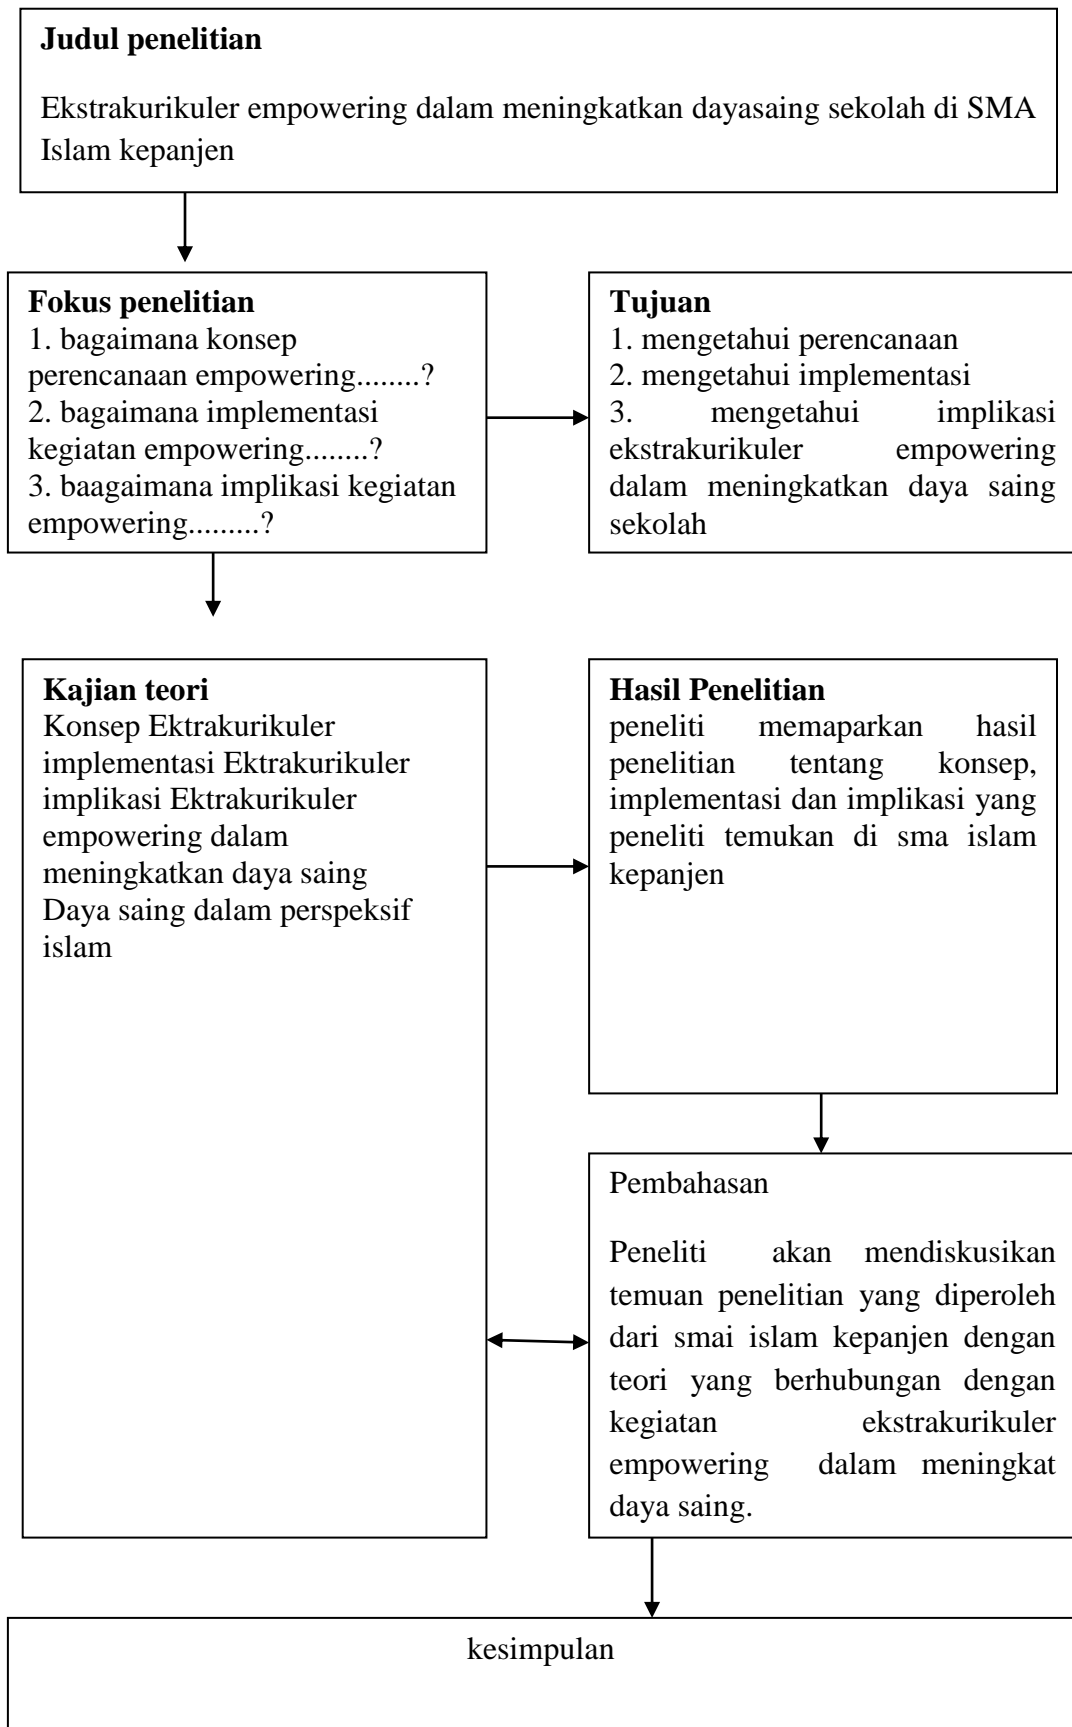 Judul penelitian
Ekstrakurikuler empowering dalam meningkatkan dayasaing sekolah di SMA
Islam kepanjen
Fokus penelitian
1. bagaimana konsep
perencanaan empowering........?
2. bagaimana implementasi
kegiatan empowering........?
3. baagaimana implikasi kegiatan
empowering.........?
Tujuan
1. mengetahui perencanaan
2. mengetahui implementasi
3. mengetahui implikasi
ekstrakurikuler empowering
dalam meningkatkan daya saing
sekolah
Kajian teori
Konsep Ektrakurikuler
implementasi Ektrakurikuler
implikasi Ektrakurikuler
empowering dalam
meningkatkan daya saing
Daya saing dalam perspeksif
islam
Hasil Penelitian
peneliti memaparkan hasil
penelitian tentang konsep,
implementasi dan implikasi yang
peneliti temukan di sma islam
kepanjen
Pembahasan
Peneliti akan mendiskusikan
temuan penelitian yang diperoleh
dari smai islam kepanjen dengan
teori yang berhubungan dengan
kegiatan ekstrakurikuler
empowering dalam meningkat
daya saing.
kesimpulan